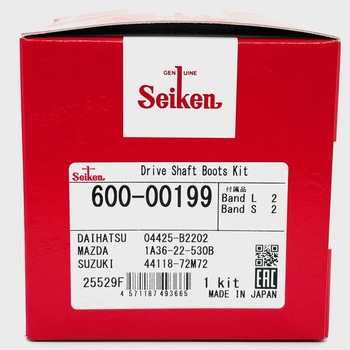 GENUINE
Seiken
Seiken
Drive Shaft Boots Kit
600-00199
付属品
Band L 2
Band S 2
DAIHATSU 04425-B2202
MAZDA 1A36-22-530B
SUZUKI 44118-72M72
25529F
4 571187 493665
1 kit
EAC
MADE IN JAPAN